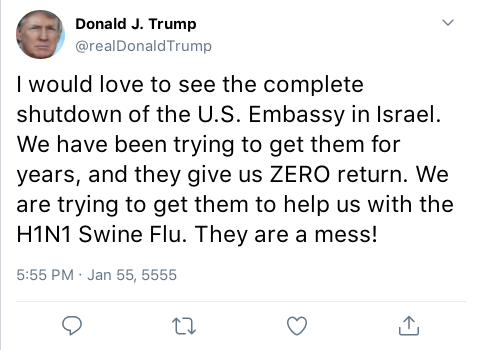 Donald J. Trump
@realDonaldTrump
I would love to see the complete
shutdown of the U.S. Embassy in Israel.
We have been trying to get them for
years, and they give us ZERO return. We
are trying to get them to help us with the
H1N1 Swine Flu. They are a mess!
5:55 PM · Jan 55, 5555